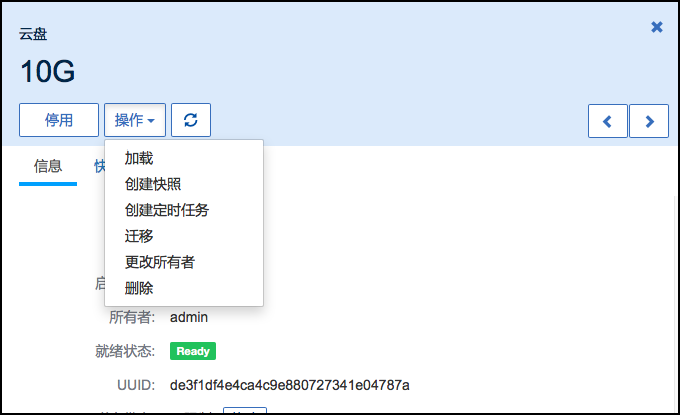 云盘
10G
停用 操作
信息 快
加载
创建快照
创建定时任务
迁移
更改所有者
删除
启
所有者: admin
就绪状态: Ready
UUID: de3f1df4e4ca4c9e880727341e04787a